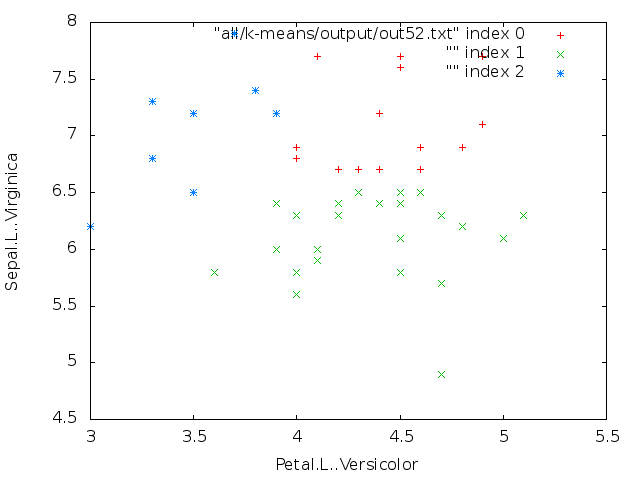 "all/k-means/output/out52.txt" index 0
"" index 1
"" index 2
8
7.5
7
6.5
6
5.5
5
4.5
Sepal.L.. Virginica
3
3.5
4
4.5
5
5.5
Petal.L..Versicolor